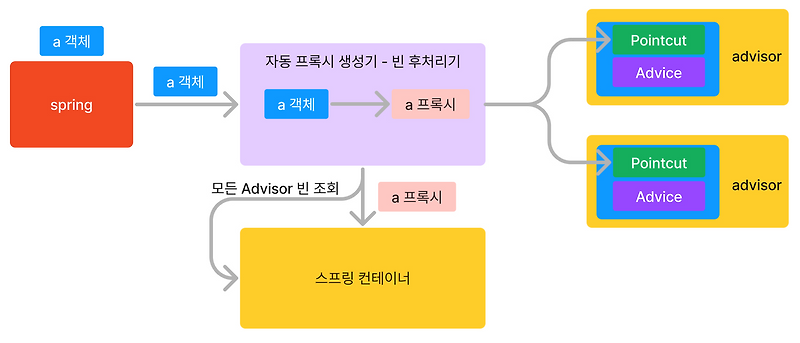 a 객체
spring
a 객체
자동 프록시 생성기 - 빈 후처리기
a 객체
a 프록시
모든 Advisor 빈 조회
a 프록시
스프링 컨테이너
Pointcut
Advice
advisor
Pointcut
Advice
advisor